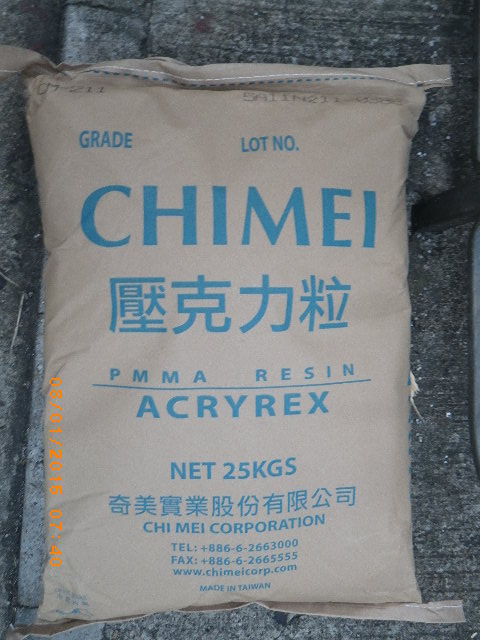 CM-211
GRADE
LOT NO.
CHIMEI
壓克力粒
PMMA RESIN
ACRYREX
NET 25KGS
奇美實業股份有限公司
CHI MEI CORPORATION
TEL: +886-6-2663000
FAX: +886-6-2665555
www.chimeicorp.com
MADE IN TAIWAN
08/01/2016 07:40